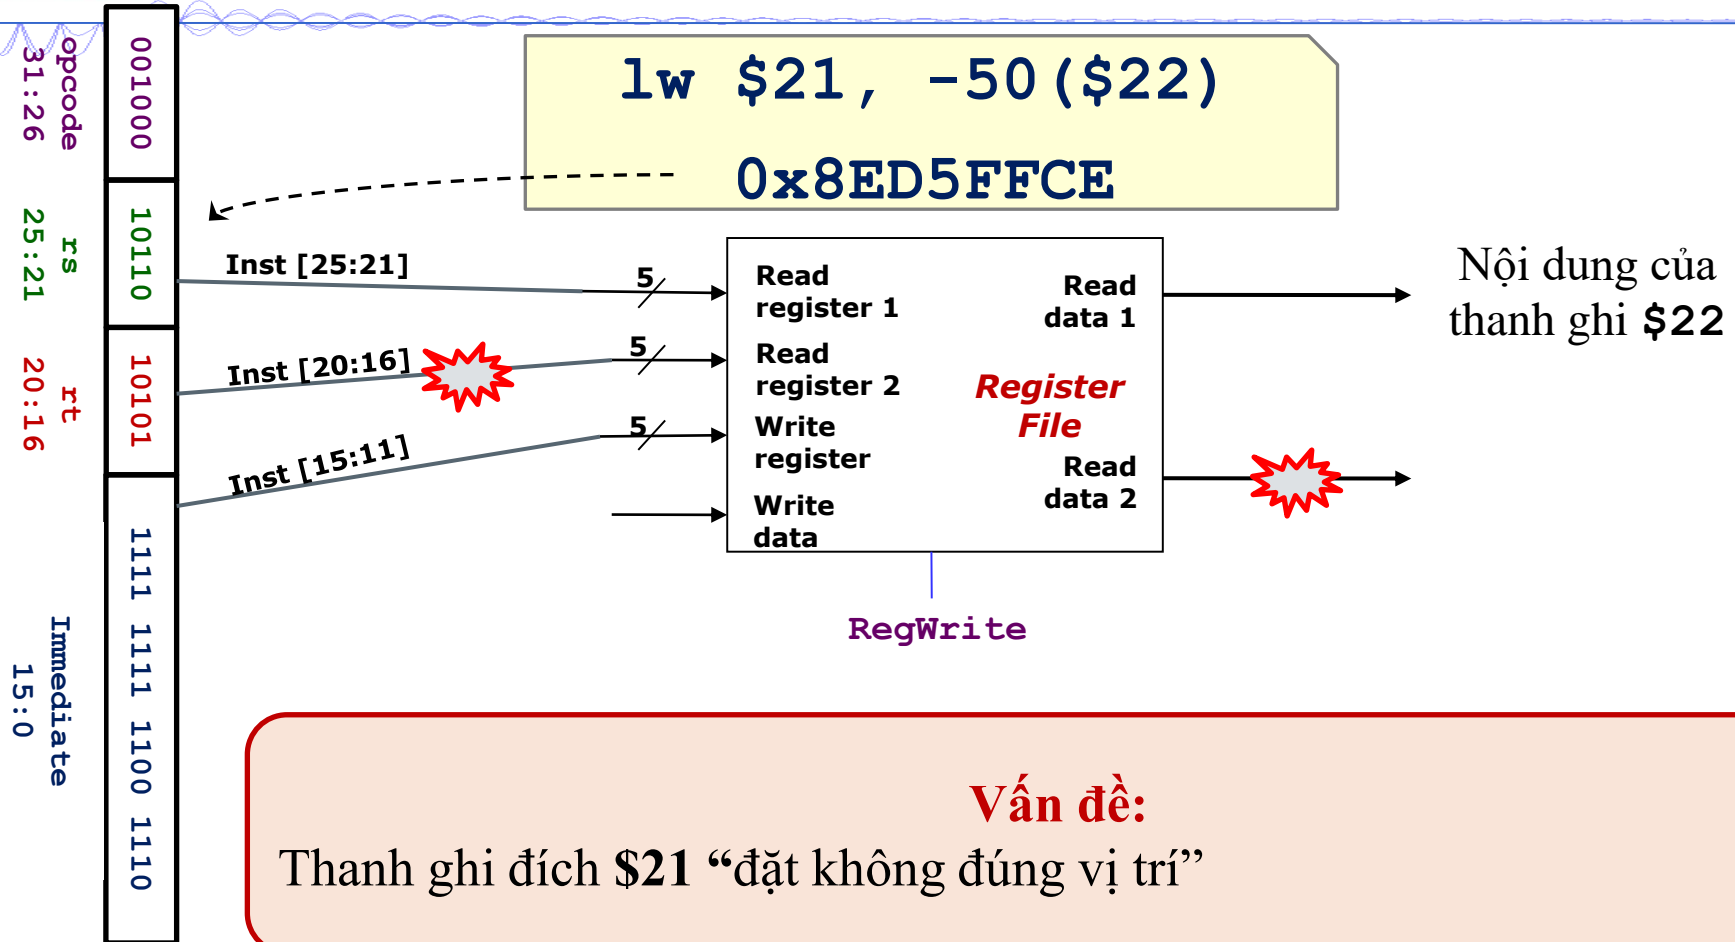 lw $21, -50($22)
0x8ED5FFCE
opcode
31:26
001000
rs
25:21
10110
rt
20:16
10101
Immediate
15:0
1111 1111 1100 1110
Inst [25:21]
Inst [20:16]
Inst [15:11]
5
5
5
Read
register 1
Read
register 2
Write
register
Write
data
Read
data 1
Register
File
Read
data 2
RegWrite
Nội dung của
thanh ghi $22
Vấn đề:
Thanh ghi đích $21 “đặt không đúng vị trí”